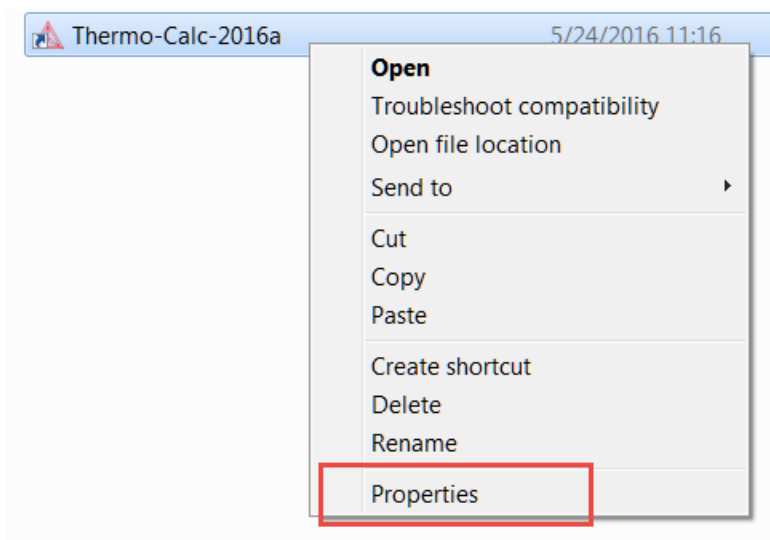 Thermo-Calc-2016a 5/24/2016 11:16
Open
Troubleshoot compatibility
Open file location
Send to
Cut
Copy
Paste
Create shortcut
Delete
Rename
Properties